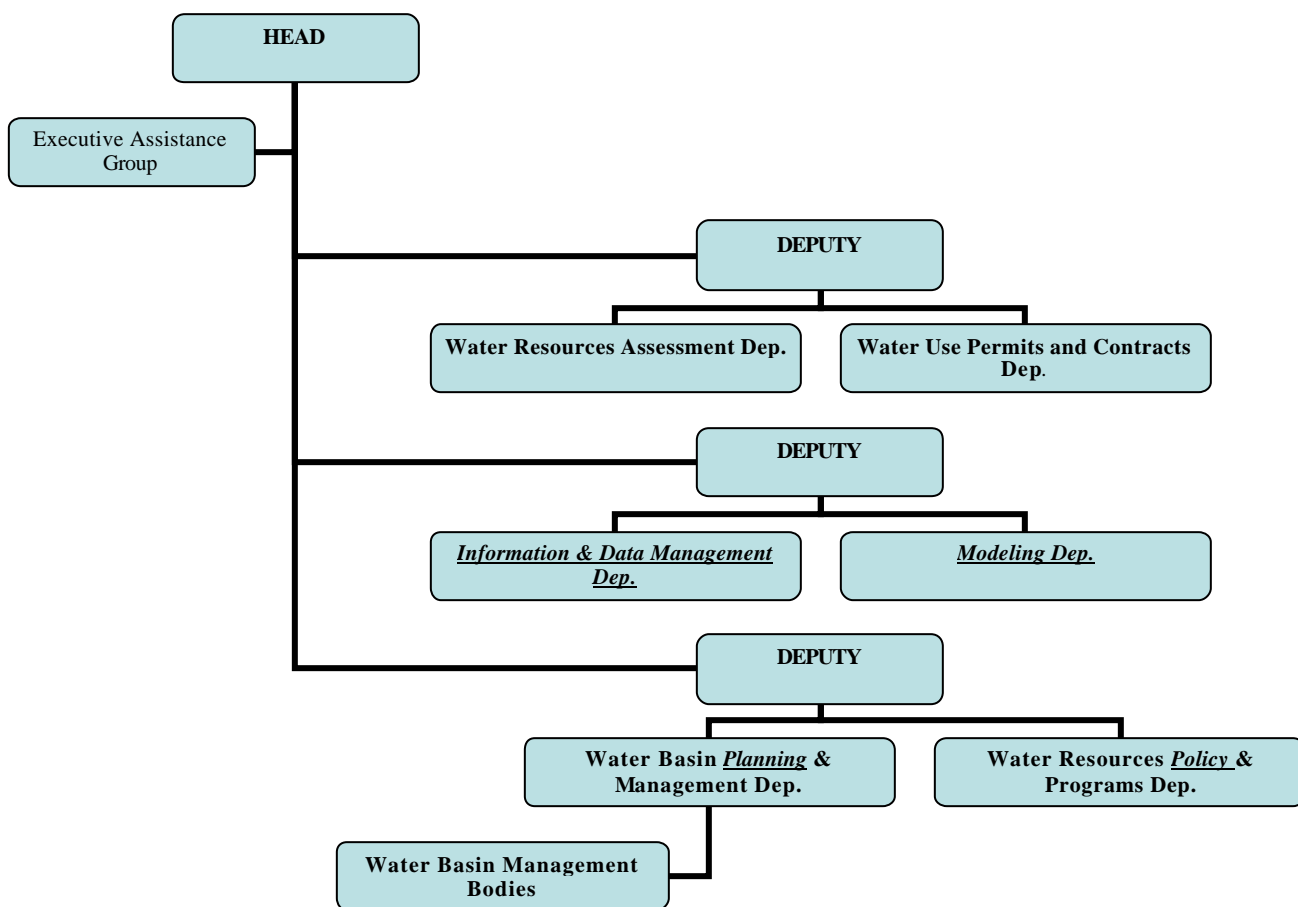 HEAD
Executive Assistance
Group
DEPUTY
Water Resources Assessment Dep.
Water Use Permits and Contracts
Dep.
DEPUTY
Information & Data Management
Dep.
Modeling Dep.
DEPUTY
Water Basin Planning &
Management Dep.
Water Resources Policy &
Programs Dep.
Water Basin Management
Bodies